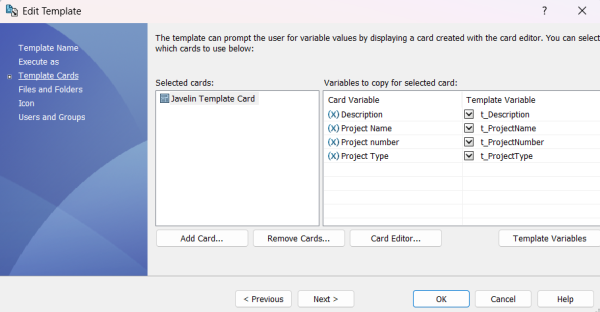 Edit Template
?
Template Name
Execute as
Template Cards
Files and Folders
Icon
Users and Groups
The template can prompt the user for variable values by displaying a card created with the card editor. You can select
which cards to use below:
Selected cards:
Variables to copy for selected card:
Javelin Template Card
Card Variable Template Variable
(X) Description t_Description
(X) Project Name t_ProjectName
(X) Project number t_ProjectNumber
(X) Project Type t_ProjectType
Add Card... Remove Cards... Card Editor... Template Variables
< Previous Next > OK Cancel Help